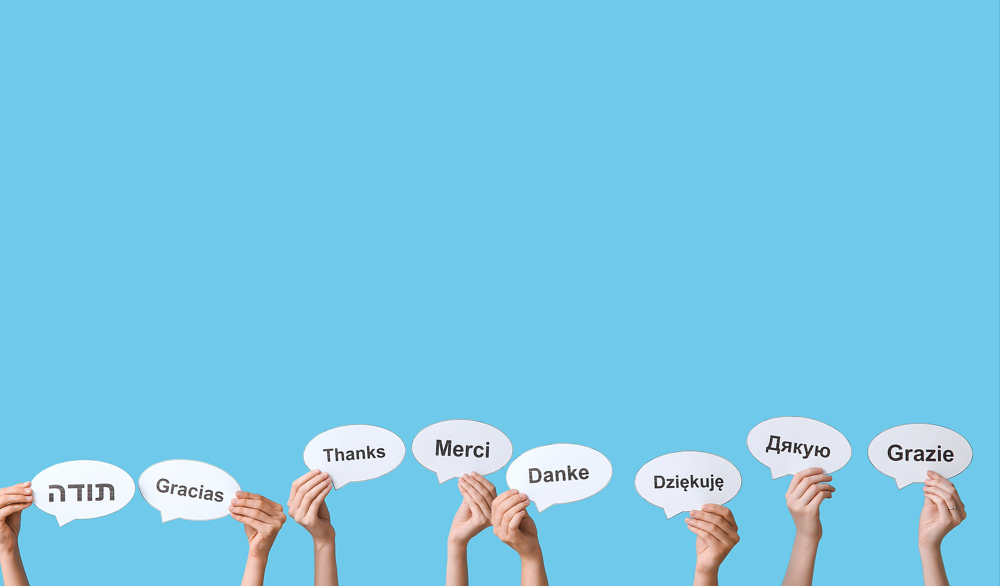 תודה
Gracias
Thanks
Merci
Danke
Dziękuję
Дякую
Grazie